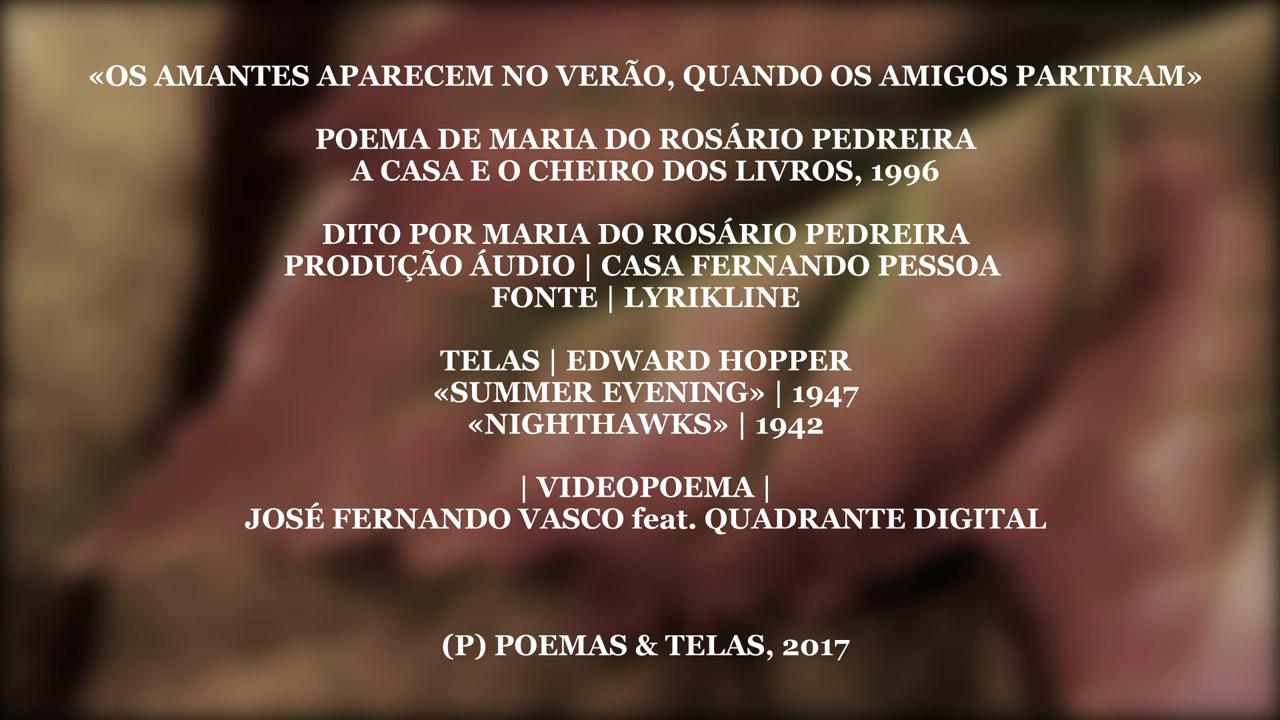 «OS AMANTES APARECEM NO VERÃO, QUANDO OS AMIGOS PARTIRAM»
POEMA DE MARIA DO ROSÁRIO PEDREIRA
A CASA E O CHEIRO DOS LIVROS, 1996
DITO POR MARIA DO ROSÁRIO PEDREIRA
PRODUÇÃO ÁUDIO | CASA FERNANDO PESSOA
FONTE | LYRIKLINE
TELAS | EDWARD HOPPER
«SUMMER EVENING» | 1947
«NIGHTHAWKS» | 1942
| VIDEOPOEMA |
JOSÉ FERNANDO VASCO feat. QUADRANTE DIGITAL
(P) POEMAS & TELAS, 2017